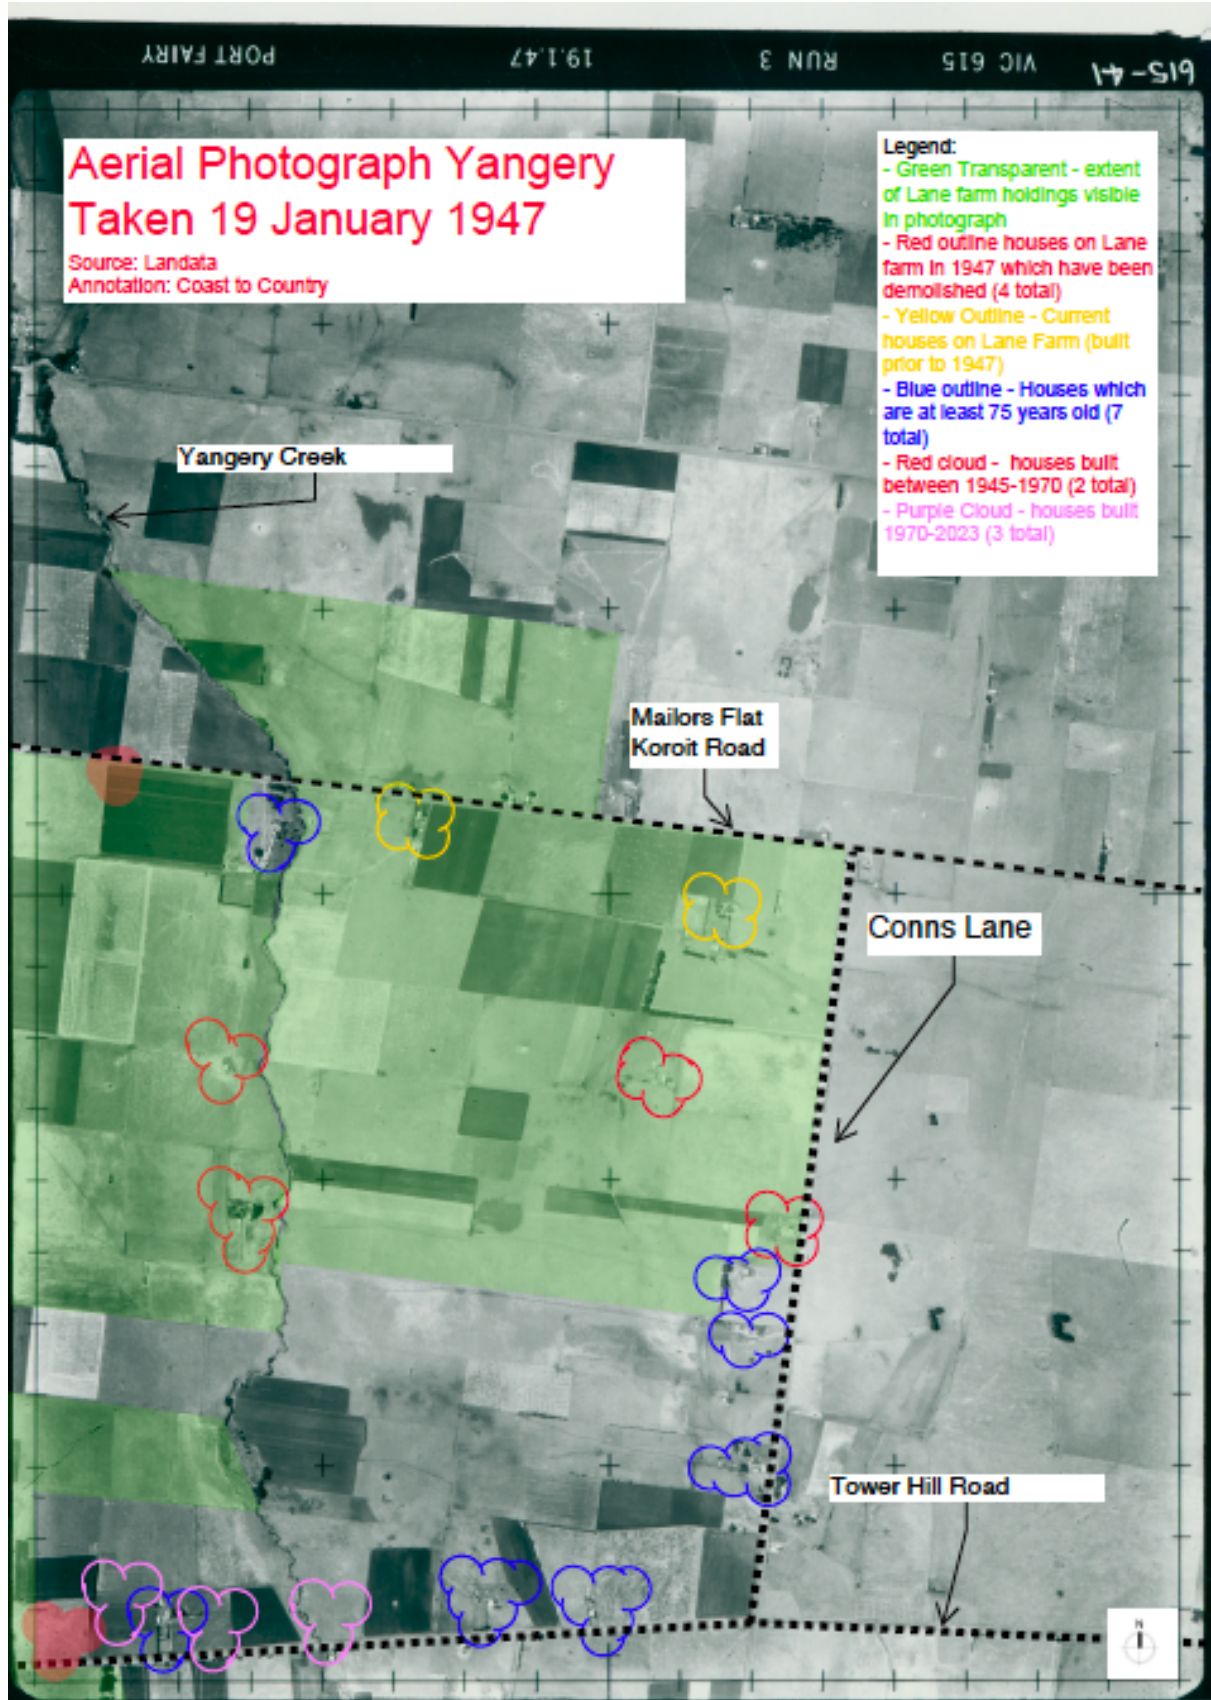 PORT FAIRY
19.1.47
RUN 3
VIC 615
615-41
Aerial Photograph Yangery
Taken 19 January 1947
Source: Landata
Annotation: Coast to Country
Legend:
- Green Transparent - extent
of Lane farm holdings visible
in photograph
- Red outline houses on Lane
farm in 1947 which have been
demolished (4 total)
- Yellow Outline - Current
houses on Lane Farm (built
prior to 1947)
- Blue outline - Houses which
are at least 75 years old (7
total)
- Red cloud - houses built
between 1945-1970 (2 total)
- Purple Cloud - houses built
1970-2023 (3 total)
Yangery Creek
Mailors Flat
Koroit Road
Conns Lane
Tower Hill Road
N